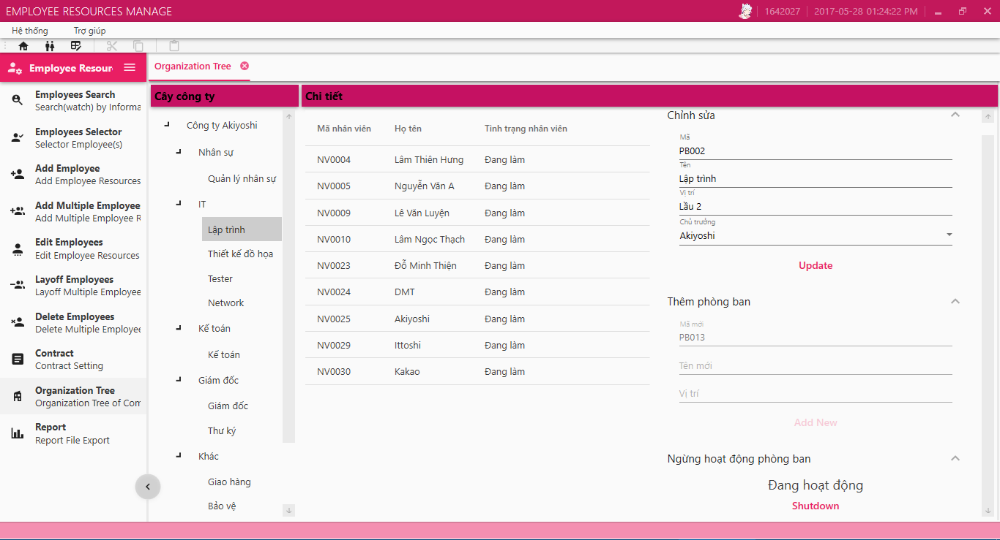 EMPLOYEE RESOURCES MANAGE
1642027
2017-05-28 01:24:22 PM
Hệ thống
Trợ giúp
Employee Resour
Organization Tree
Employees Search
Search(watch) by Informa
Employees Selector
Selector Employee(s)
Add Employee
Add Employee Resources
Add Multiple Employee
Add Multiple Employee R
Edit Employees
Edit Employee Resources
Layoff Employees
Layoff Multiple Employee
Delete Employees
Delete Multiple Employee
Contract
Contract Setting
Organization Tree
Organization Tree of Com
Report
Report File Export
Cây công ty
Công ty Akiyoshi
Nhân sự
Quản lý nhân sự
IT
Lập trình
Thiết kế đồ họa
Tester
Network
Kế toán
Kế toán
Giám đốc
Giám đốc
Thư ký
Khác
Giao hàng
Bảo vệ
Chi tiết
Mã nhân viên Họ tên Tình trạng nhân viên
NV0004 Lâm Thiên Hưng Đang làm
NV0005 Nguyễn Văn A Đang làm
NV0009 Lê Văn Luyện Đang làm
NV0010 Lâm Ngọc Thạch Đang làm
NV0023 Đỗ Minh Thiện Đang làm
NV0024 DMT Đang làm
NV0025 Akiyoshi Đang làm
NV0029 Ittoshi Đang làm
NV0030 Kakao Đang làm
Chỉnh sửa
Mã
PB002
Tên
Lập trình
Vị trí
Lầu 2
Chủ trưởng
Akiyoshi
Update
Thêm phòng ban
Mã mới
PB013
Tên mới
Vị trí
Add New
Ngừng hoạt động phòng ban
Đang hoạt động
Shutdown